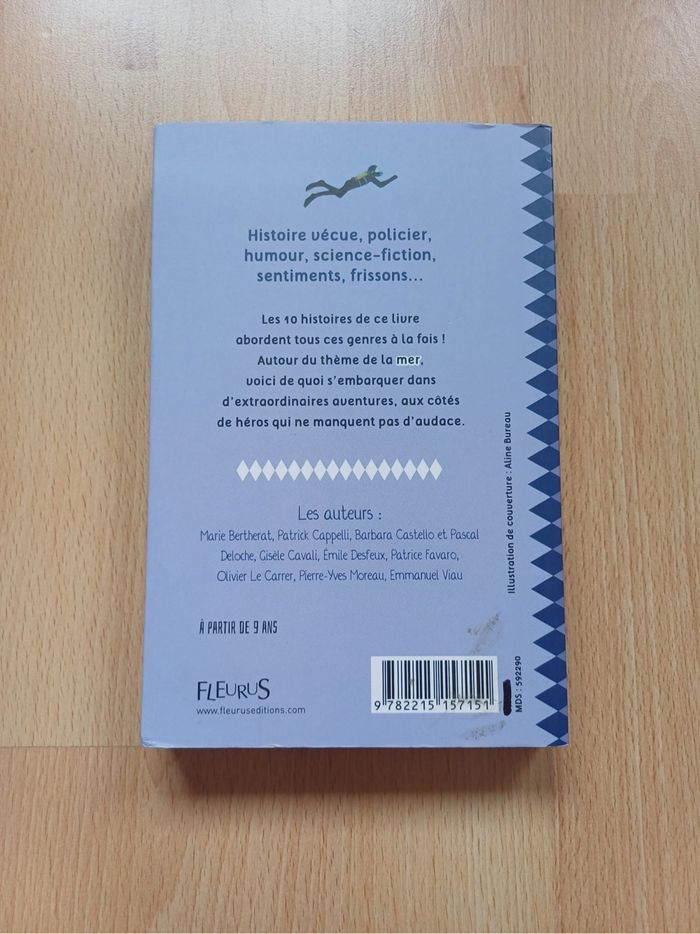 Histoire vécue, policier,
humour, science-fiction,
sentiments, frissons...
Les 10 histoires de ce livre
abordent tous ces genres à la fois !
Autour du thème de la mer,
voici de quoi s'embarquer dans
d'extraordinaires aventures, aux côtés
de héros qui ne manquent pas d'audace.
Les auteurs :
Marie Bertherat, Patrick Cappelli, Barbara Castello et Pascal
Deloche, Gisèle Cavali, Émile Desfeux, Patrice Favaro,
Olivier Le Carrer, Pierre-Yves Moreau, Emmanuel Viau
À PARTIR DE 9 ANS
FLEURUS
www.fleuruseditions.com
9 782215 157151
MDS : 592290
Illustration de couverture : Aline Bureau